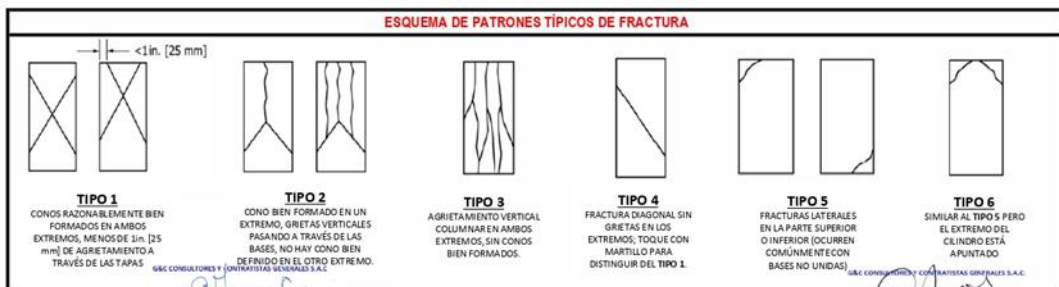 ESQUEMA DE PATRONES TÍPICOS DE FRACTURA
<1in. [25 mm]
TIPO 1
CONOS RAZONABLEMENTE BIEN
FORMADOS EN AMBOS
EXTREMOS, MENOS DE 1in. [25
mm] DE AGRIETAMIENTO A
TRAVÉS DE LAS TAPAS
TIPO 2
CONO BIEN FORMADO EN UN
EXTREMO, GRIETAS VERTICALES
PASANDO A TRAVÉS DE LAS
BASES, NO HAY CONO BIEN
DEFINIDO EN EL OTRO EXTREMO.
TIPO 3
AGRIETAMIENTO VERTICAL
COLUMNAR EN AMBOS
EXTREMOS, SIN CONOS
BIEN FORMADOS.
TIPO 4
FRACTURA DIAGONAL SIN
GRIETAS EN LOS
EXTREMOS; TOQUE CON
MARTILLO PARA
DISTINGUIR DEL TIPO 1.
TIPO 5
FRACTURAS LATERALES
EN LA PARTE SUPERIOR
O INFERIOR (OCURREN
COMÚNMENTE CON
BASES NO UNIDAS)
TIPO 6
SIMILAR AL TIPO 5 PERO
EL EXTREMO DEL
CILINDRO ESTÁ
APUNTADO
G&C CONSULTORES Y CONTRATISTAS GENERALES S.A.C
G&C CONSULTORES Y CONTRATISTAS GENERALES S.A.C